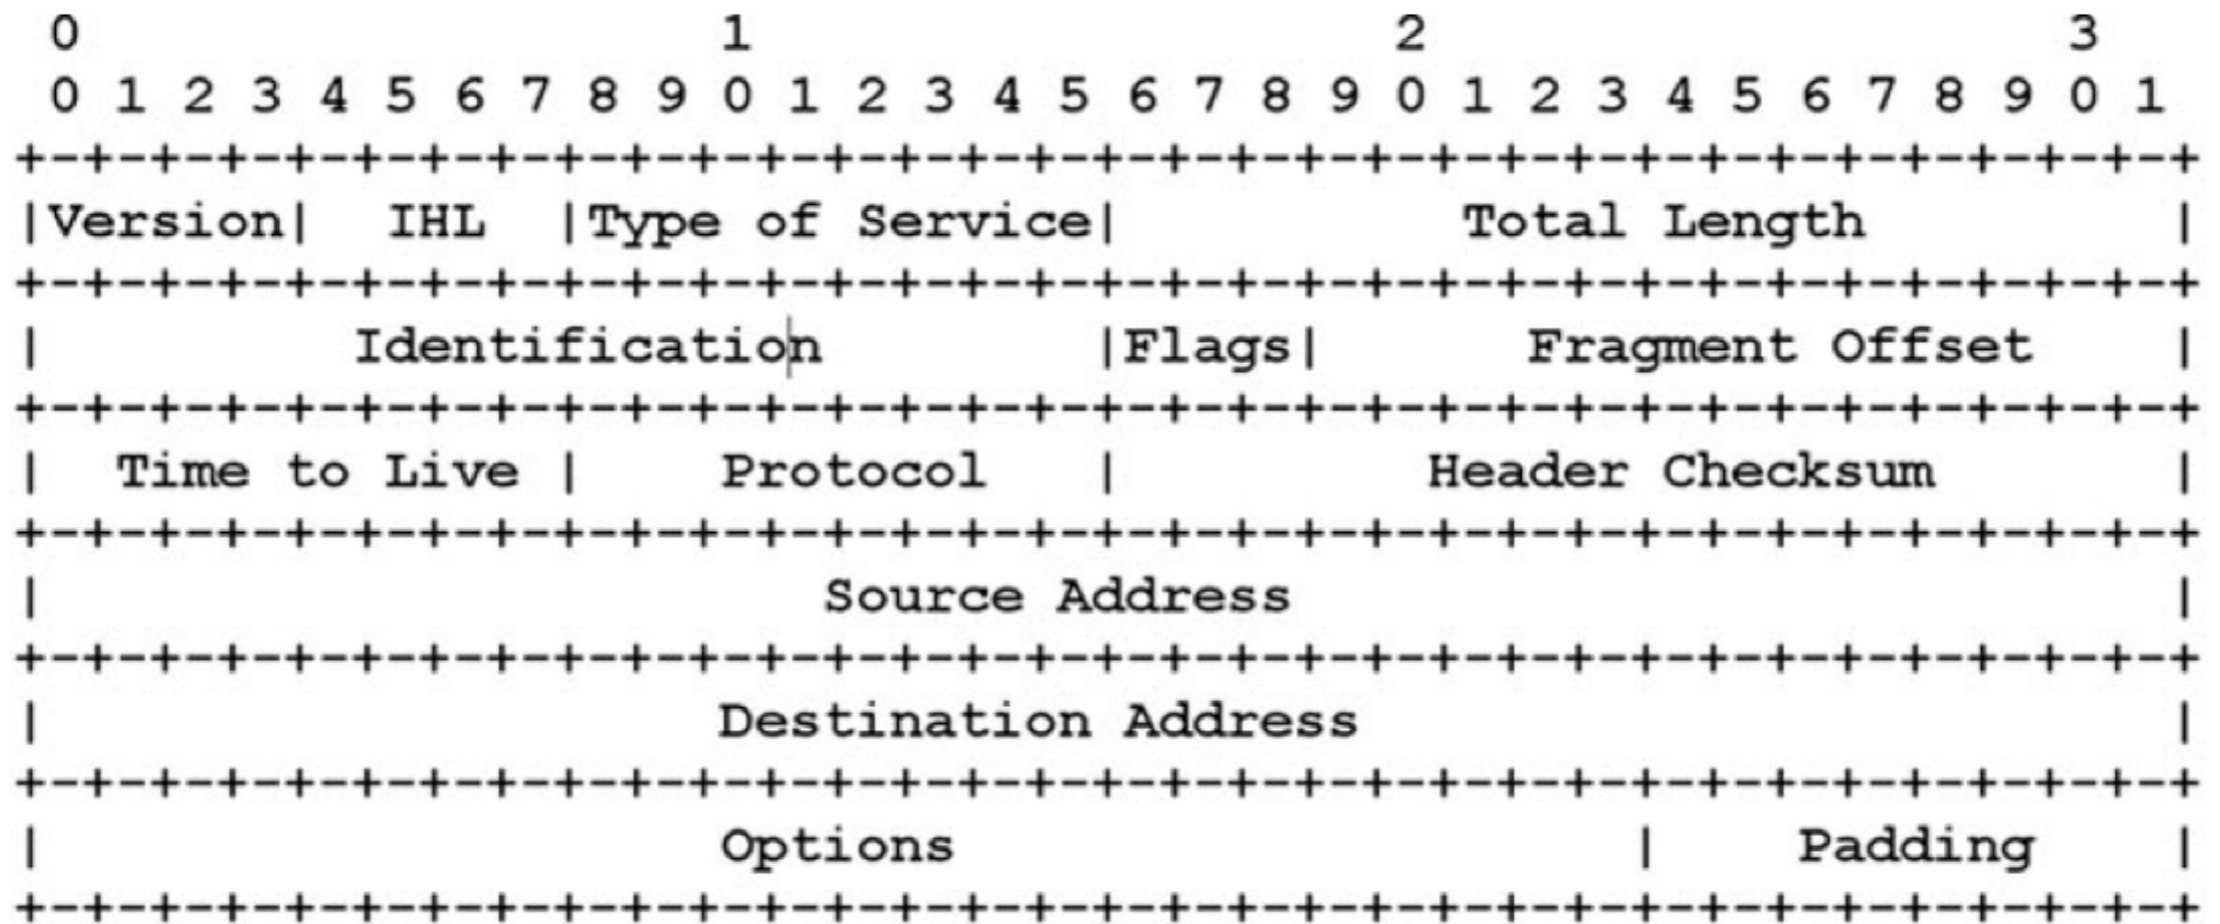 0                   1                   2                   3
0 1 2 3 4 5 6 7 8 9 0 1 2 3 4 5 6 7 8 9 0 1 2 3 4 5 6 7 8 9 0 1
+-+-+-+-+-+-+-+-+-+-+-+-+-+-+-+-+-+-+-+-+-+-+-+-+-+-+-+-+-+-+-+-+
|Version|  IHL  |Type of Service|          Total Length         |
+-+-+-+-+-+-+-+-+-+-+-+-+-+-+-+-+-+-+-+-+-+-+-+-+-+-+-+-+-+-+-+-+
|         Identification        |Flags|      Fragment Offset    |
+-+-+-+-+-+-+-+-+-+-+-+-+-+-+-+-+-+-+-+-+-+-+-+-+-+-+-+-+-+-+-+-+
|  Time to Live |    Protocol   |         Header Checksum       |
+-+-+-+-+-+-+-+-+-+-+-+-+-+-+-+-+-+-+-+-+-+-+-+-+-+-+-+-+-+-+-+-+
|                       Source Address                          |
+-+-+-+-+-+-+-+-+-+-+-+-+-+-+-+-+-+-+-+-+-+-+-+-+-+-+-+-+-+-+-+-+
|                    Destination Address                        |
+-+-+-+-+-+-+-+-+-+-+-+-+-+-+-+-+-+-+-+-+-+-+-+-+-+-+-+-+-+-+-+-+
|                    Options                    |    Padding    |
+-+-+-+-+-+-+-+-+-+-+-+-+-+-+-+-+-+-+-+-+-+-+-+-+-+-+-+-+-+-+-+-+